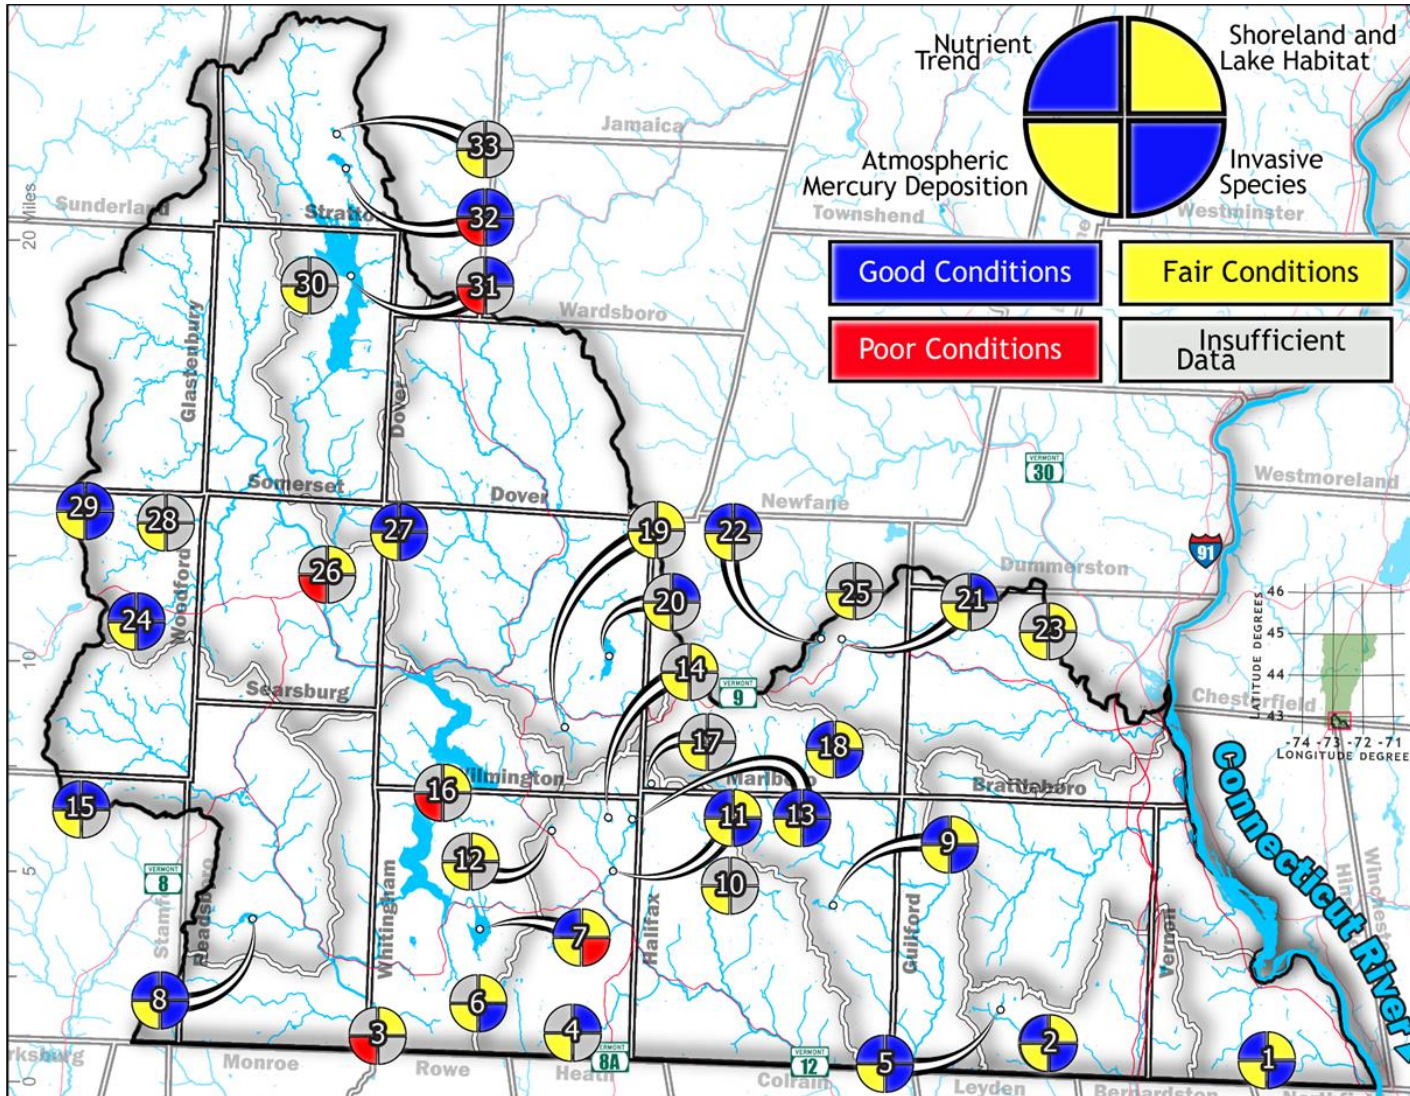 Nutrient
Trend
Shoreland and
Lake Habitat
Atmospheric
Mercury Deposition
Invasive
Species
Good Conditions
Fair Conditions
Poor Conditions
Insufficient
Data
Jamaica
Sunderland
20 Miles
Townshend
Westminster
Wardsboro
Glastenbury
Dover
Somerset
Dover
Newfane
VERMONT
30
Westmoreland
91
Dummerston
Woodford
Searsburg
VERMONT
9
Chesterfield
Marlboro
Brattleboro
VERMONT
8
Stamford
Readsboro
Whitingham
Halifax
Guilford
Vernon
Connecticut River
Monroe
Rowe
Heath
VERMONT
8A
VERMONT
12
Colrain
Leyden
Bernardston
10
5
0
33
32
31
30
29
28
27
26
25
24
23
22
21
20
19
18
17
16
15
14
13
12
11
10
9
8
7
6
5
4
3
2
1
LATITUDE DEGREES
46
45
44
43
-74 -73 -72 -71